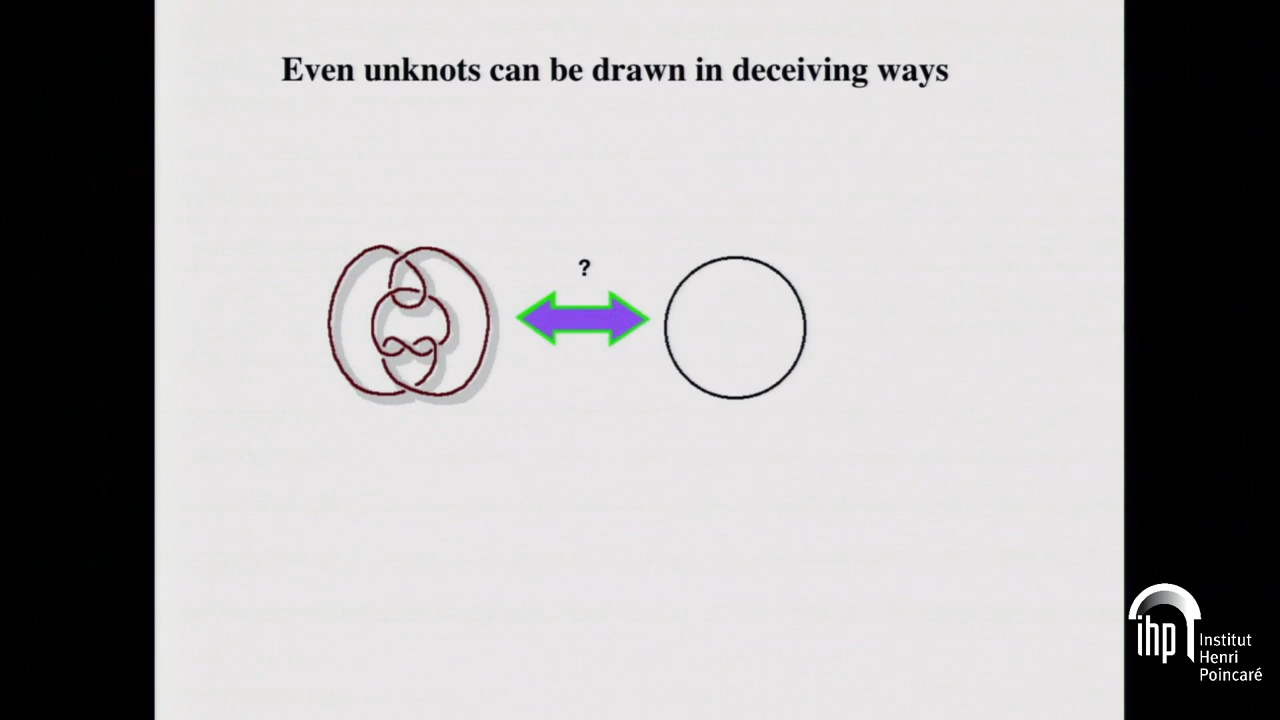 Even unknots can be drawn in deceiving ways
?
ihp
Institut
Henri
Poincaré